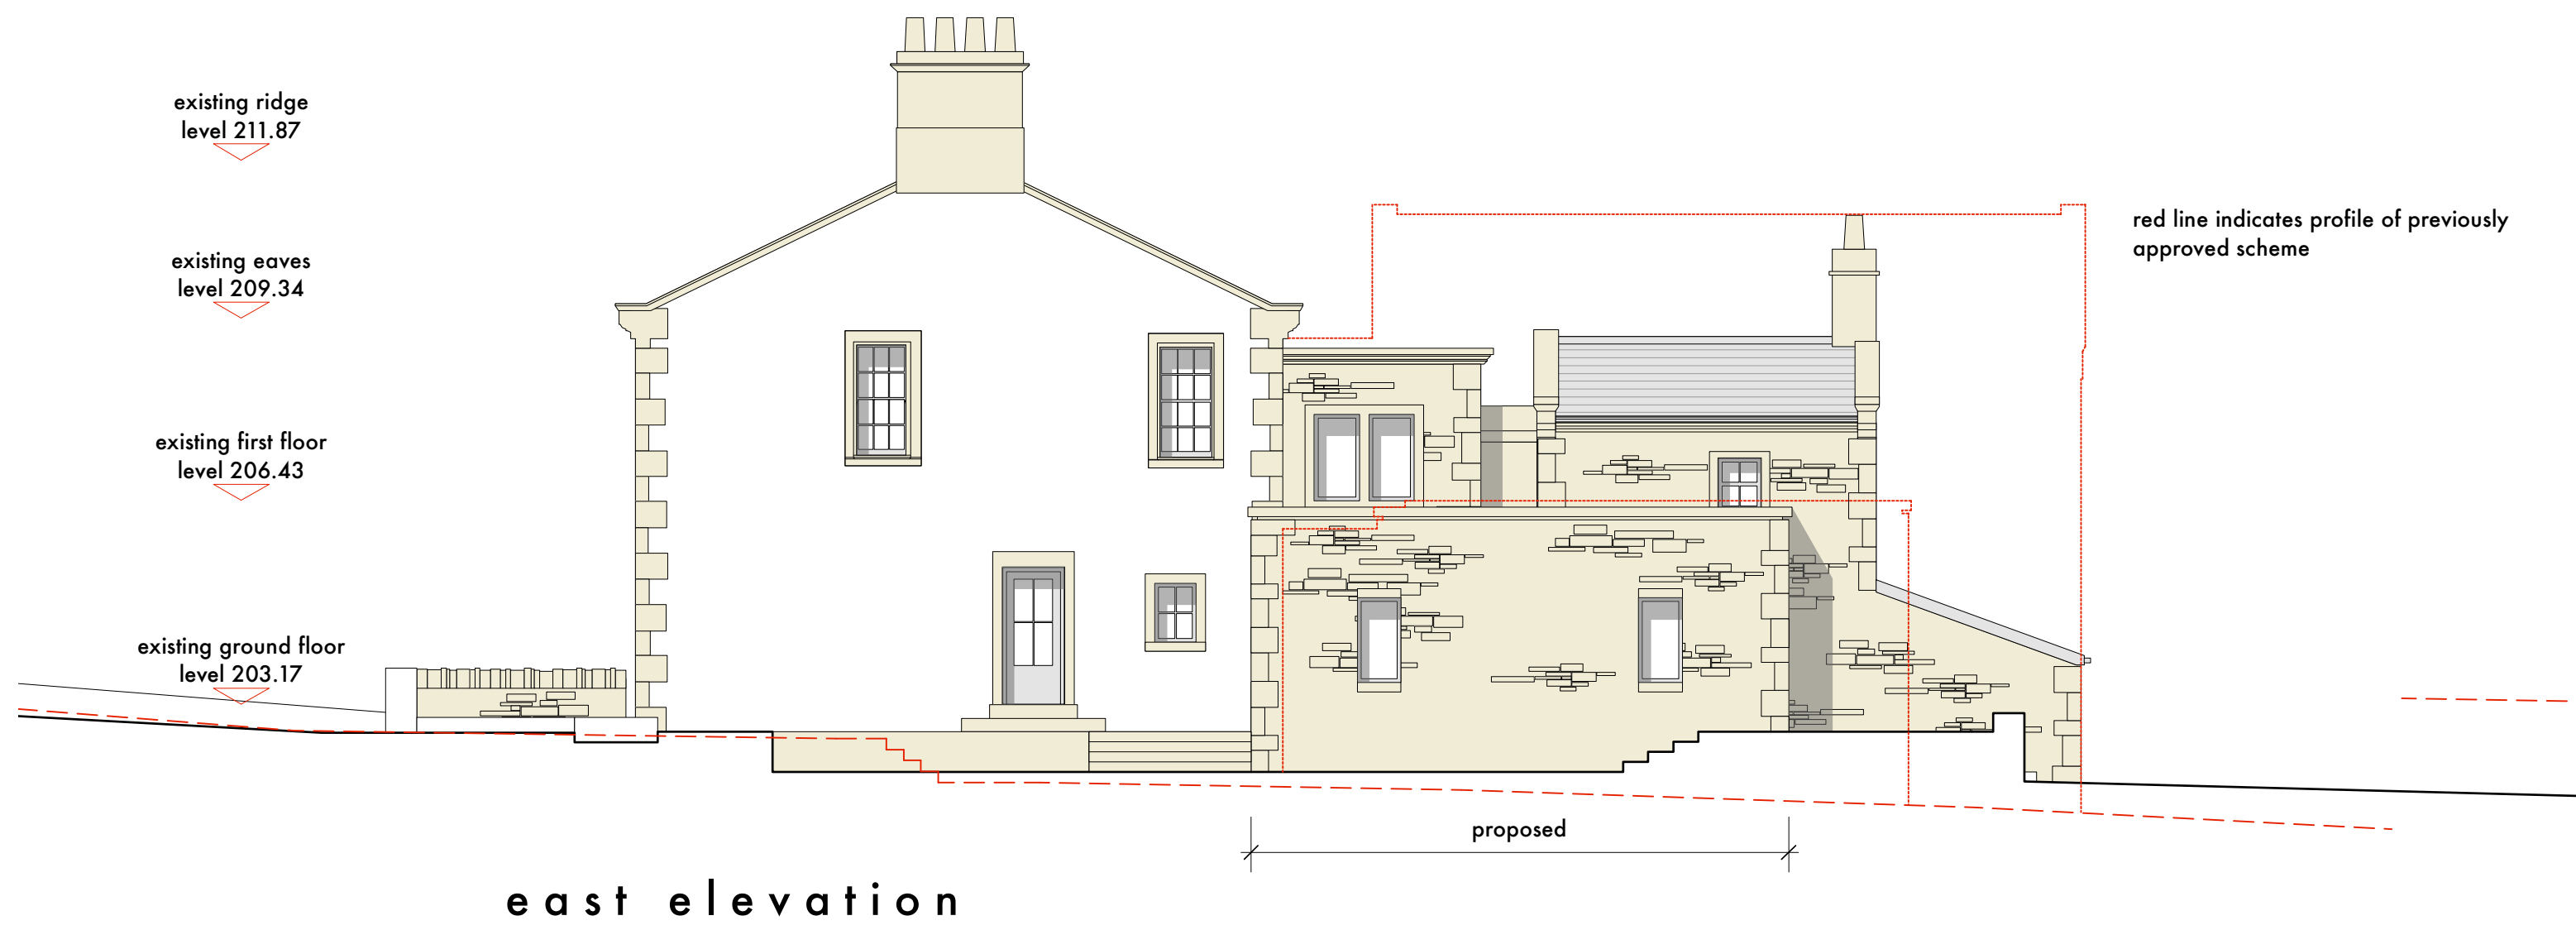 existing ridge
level 211.87
existing eaves
level 209.34
existing first floor
level 206.43
existing ground floor
level 203.17
red line indicates profile of previously
approved scheme
proposed
east elevation